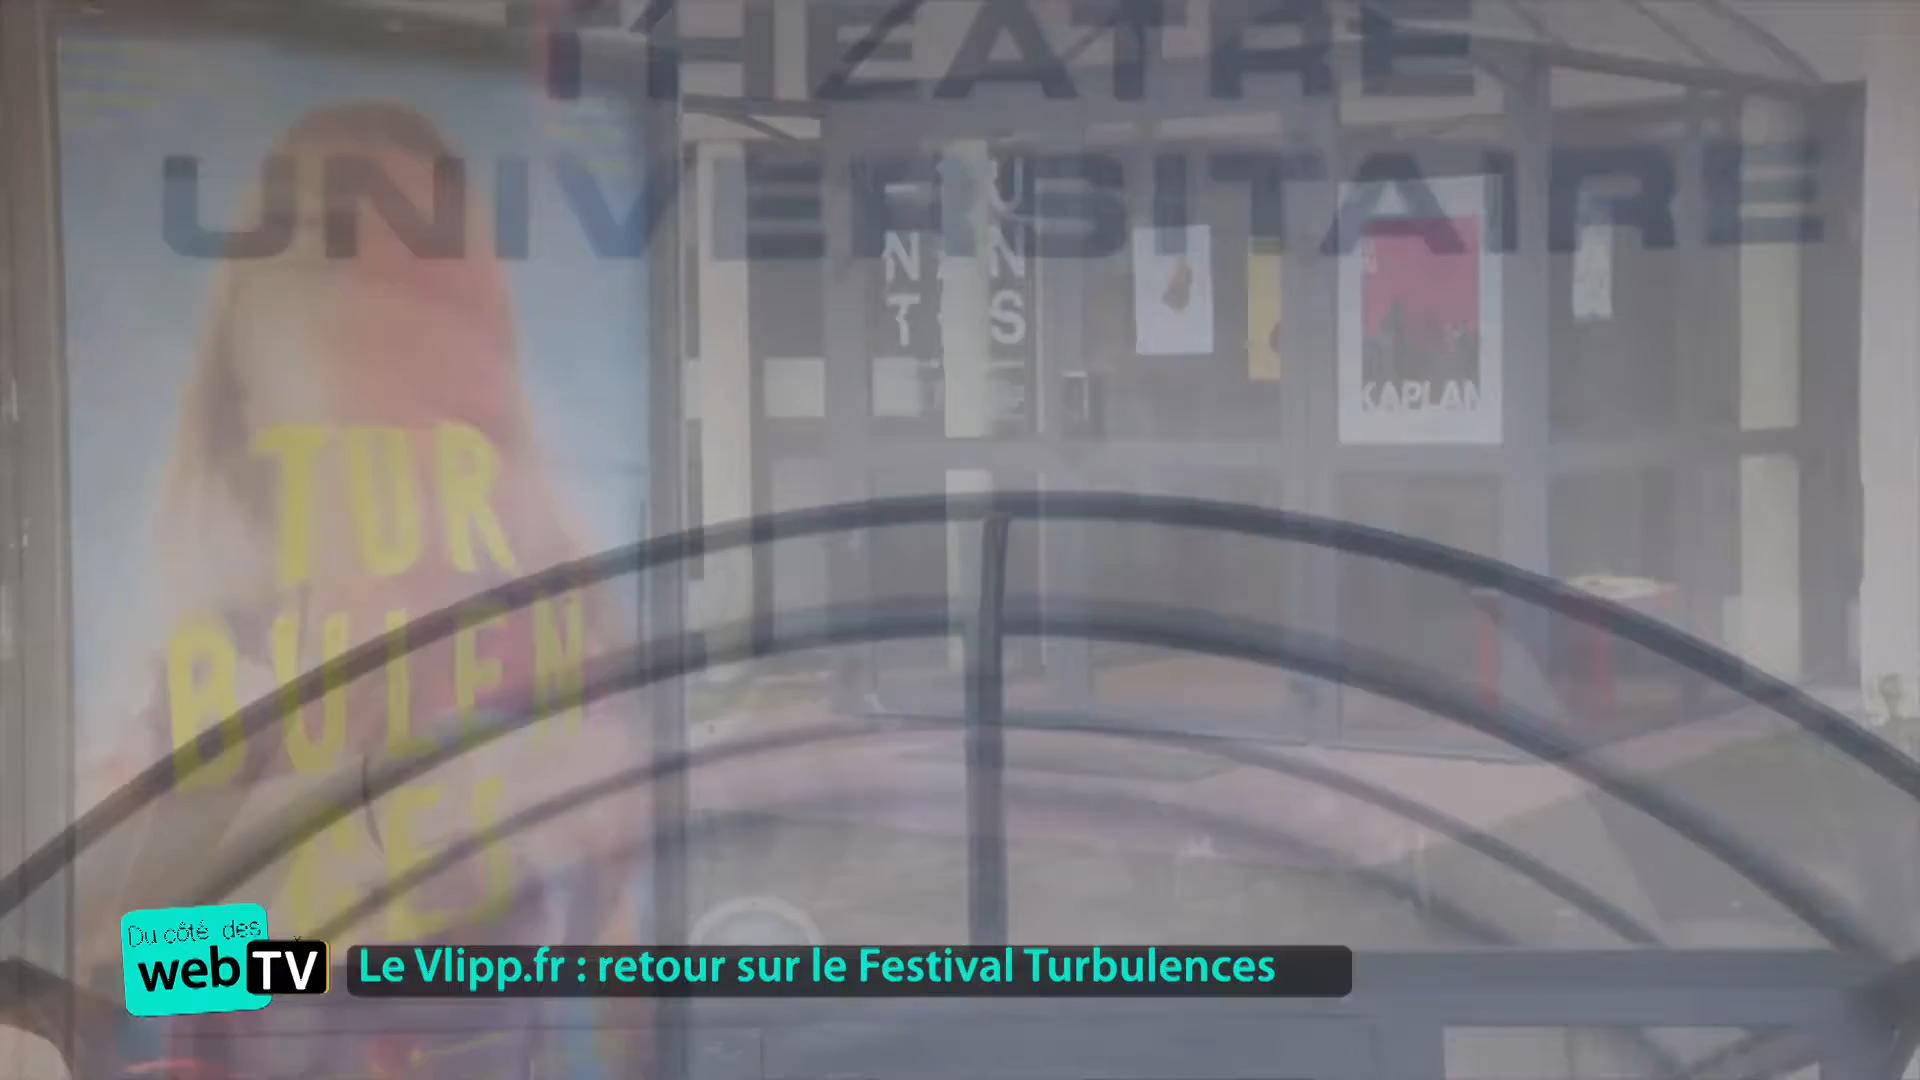 THEATRE
UNIVERSITAIRE
KAPLAN
TUR
BULEN
CES
Du côté des
webTV
Le Vlipp.fr : retour sur le Festival Turbulences